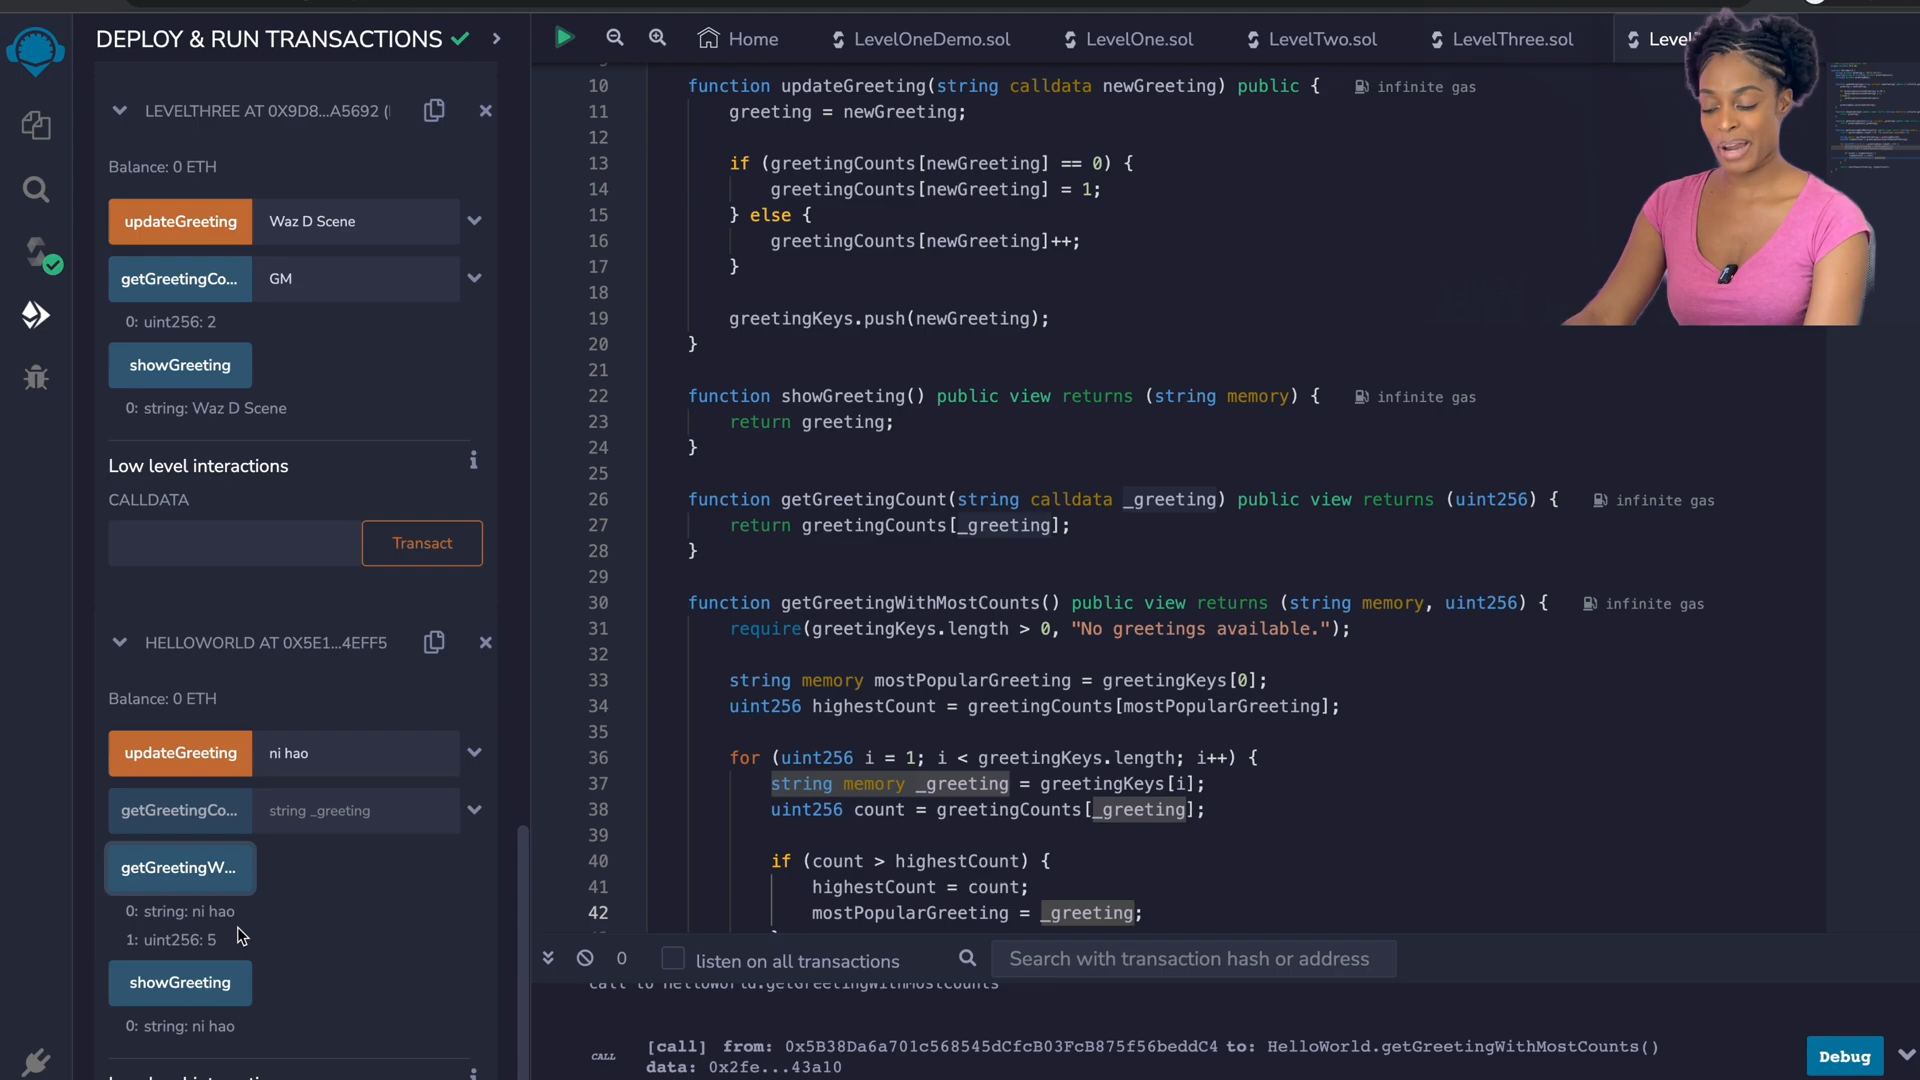 DEPLOY & RUN TRANSACTIONS
LEVELTHREE AT 0X9D8...A5692 (
Balance: 0 ETH
updateGreeting Waz D Scene
getGreetingCo... GM
0: uint256: 2
showGreeting
0: string: Waz D Scene
Low level interactions
CALLDATA
Transact
HELLOWORLD AT 0X5E1...4EFF5
Balance: 0 ETH
updateGreeting ni hao
getGreetingCo... string _greeting
getGreetingW...
0: string: ni hao
1: uint256: 5
showGreeting
0: string: ni hao
Home LevelOneDemo.sol LevelOne.sol LevelTwo.sol LevelThree.sol
10 function updateGreeting(string calldata newGreeting) public { infinite gas
11 greeting = newGreeting;
12
13 if (greetingCounts[newGreeting] == 0) {
14 greetingCounts[newGreeting] = 1;
15 } else {
16 greetingCounts[newGreeting]++;
17 }
18
19 greetingKeys.push(newGreeting);
20 }
21
22 function showGreeting() public view returns (string memory) { infinite gas
23 return greeting;
24 }
25
26 function getGreetingCount(string calldata _greeting) public view returns (uint256) { infinite gas
27 return greetingCounts[_greeting];
28 }
29
30 function getGreetingWithMostCounts() public view returns (string memory, uint256) { infinite gas
31 require(greetingKeys.length > 0, "No greetings available.");
32
33 string memory mostPopularGreeting = greetingKeys[0];
34 uint256 highestCount = greetingCounts[mostPopularGreeting];
35
36 for (uint256 i = 1; i < greetingKeys.length; i++) {
37 string memory _greeting = greetingKeys[i];
38 uint256 count = greetingCounts[_greeting];
39
40 if (count > highestCount) {
41 highestCount = count;
42 mostPopularGreeting = _greeting;
0 listen on all transactions Search with transaction hash or address
call to HelloWorld.getGreetingWithMostCounts
CALL [call] from: 0x5B38Da6a701c568545dCfcB03FcB875f56beddC4 to: HelloWorld.getGreetingWithMostCounts()
data: 0x2fe...43a10
Debug